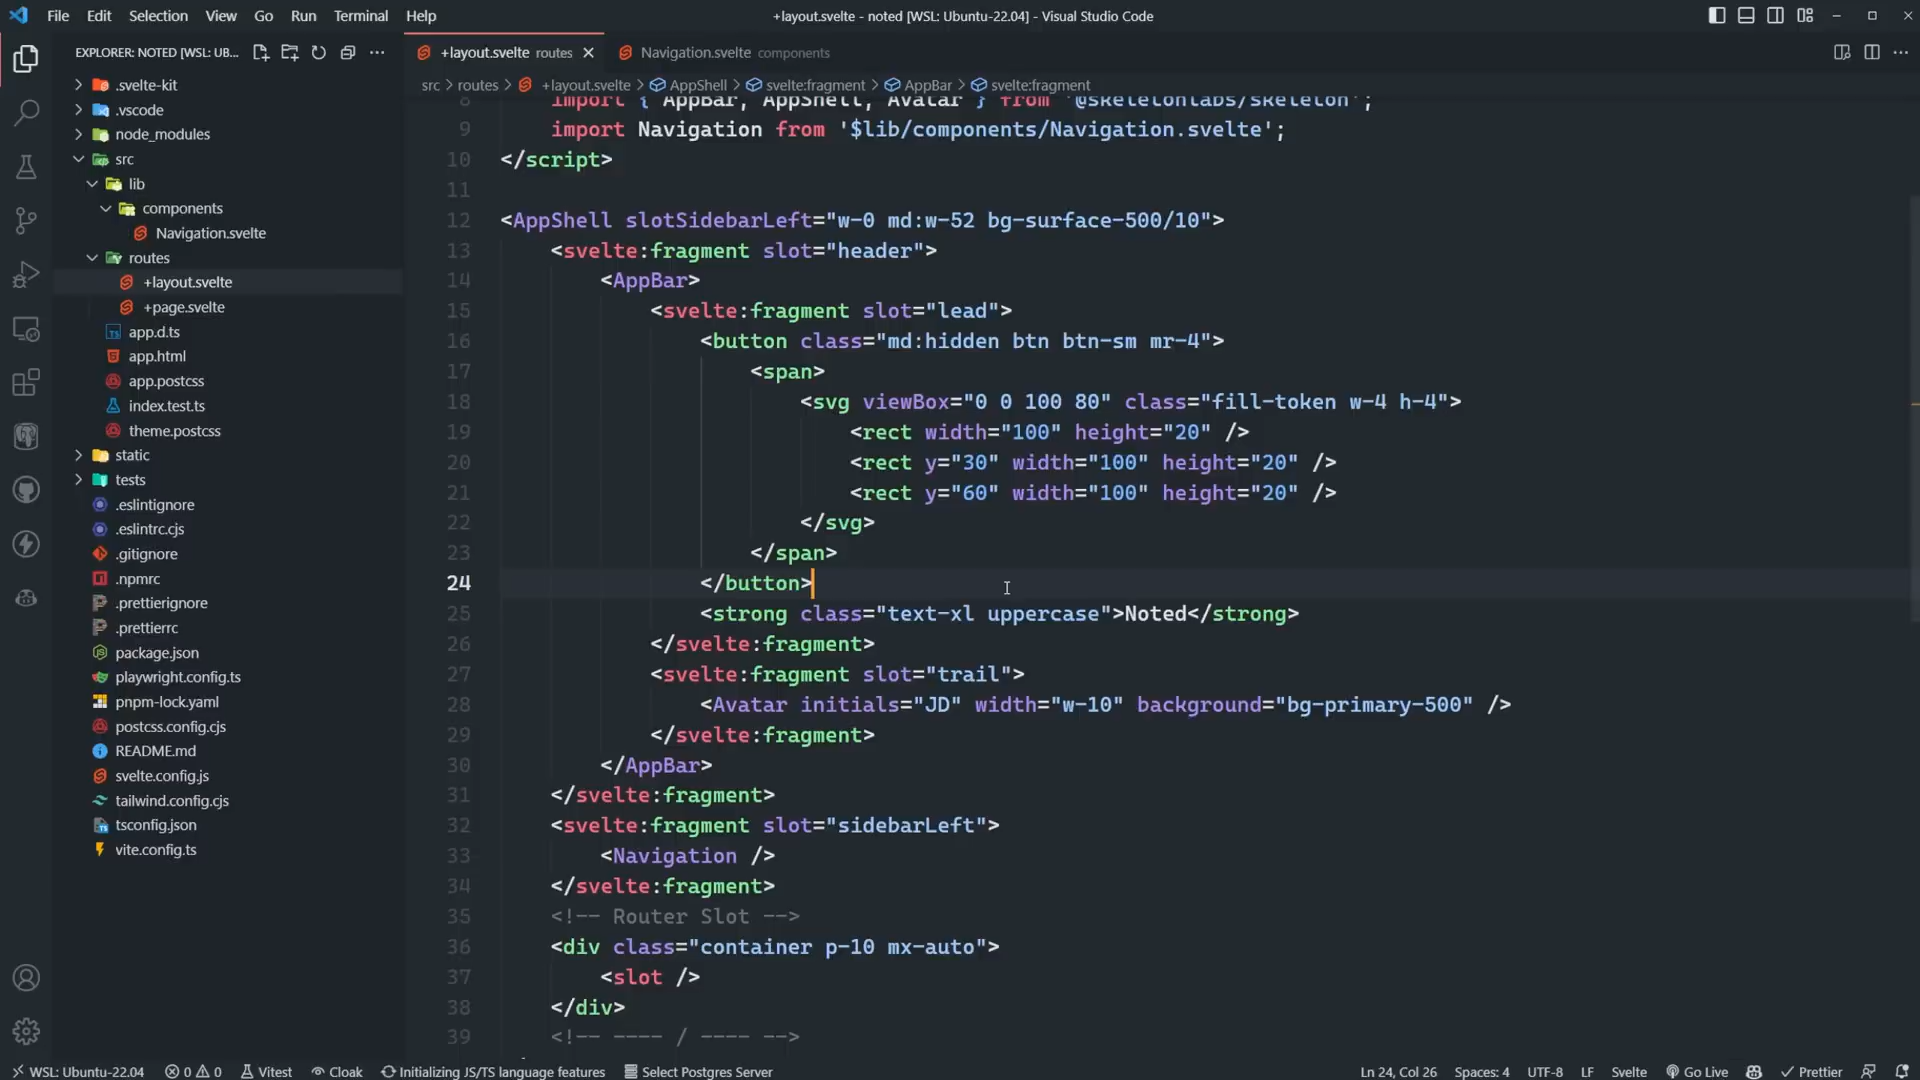 File Edit Selection View Go Run Terminal Help
+layout.svelte - noted [WSL: Ubuntu-22.04] - Visual Studio Code
EXPLORER: NOTED [WSL: UB...
.svelte-kit
.vscode
node_modules
src
lib
components
Navigation.svelte
routes
+layout.svelte
+page.svelte
app.d.ts
app.html
app.postcss
index.test.ts
theme.postcss
static
tests
.eslintignore
.eslintrc.cjs
.gitignore
.npmrc
.prettierignore
.prettierrc
package.json
playwright.config.ts
pnpm-lock.yaml
postcss.config.cjs
README.md
svelte.config.js
tailwind.config.cjs
tsconfig.json
vite.config.ts
+layout.svelte routes
Navigation.svelte components
src > routes > +layout.svelte > AppShell > svelte:fragment > AppBar > svelte:fragment
8 import { AppBar, AppShell, Avatar } from '@skeletonlabs/skeleton';
9 import Navigation from '$lib/components/Navigation.svelte';
10 </script>
11
12 <AppShell slotSidebarLeft="w-0 md:w-52 bg-surface-500/10">
13 <svelte:fragment slot="header">
14 <AppBar>
15 <svelte:fragment slot="lead">
16 <button class="md:hidden btn btn-sm mr-4">
17 <span>
18 <svg viewBox="0 0 100 80" class="fill-token w-4 h-4">
19 <rect width="100" height="20" />
20 <rect y="30" width="100" height="20" />
21 <rect y="60" width="100" height="20" />
22 </svg>
23 </span>
24 </button>
25 <strong class="text-xl uppercase">Noted</strong>
26 </svelte:fragment>
27 <svelte:fragment slot="trail">
28 <Avatar initials="JD" width="w-10" background="bg-primary-500" />
29 </svelte:fragment>
30 </AppBar>
31 </svelte:fragment>
32 <svelte:fragment slot="sidebarLeft">
33 <Navigation />
34 </svelte:fragment>
35 <!-- Router Slot -->
36 <div class="container p-10 mx-auto">
37 <slot />
38 </div>
39 <!-- ---- / ---- -->
WSL: Ubuntu-22.04 0 0 Vitest Cloak Initializing JS/TS language features Select Postgres Server Ln 24, Col 26 Spaces: 4 UTF-8 LF Svelte Go Live Prettier